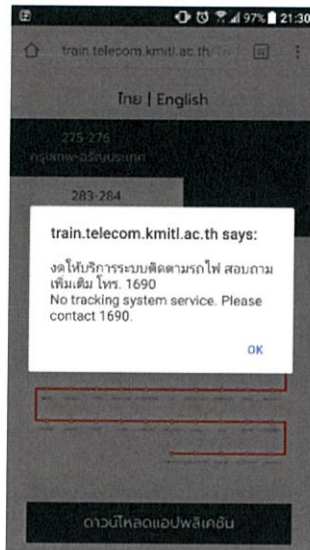 97% 21:30
train.telecom.kmitl.ac.th
ไทย | English
275-276
กรุงเทพ-อรัญประเทศ
283-284
train.telecom.kmitl.ac.th says:
งดให้บริการระบบติดตามรถไฟ สอบถาม
เพิ่มเติม โทร. 1690
No tracking system service. Please
contact 1690.
OK
ดาวน์โหลดแอปพลิเคชัน